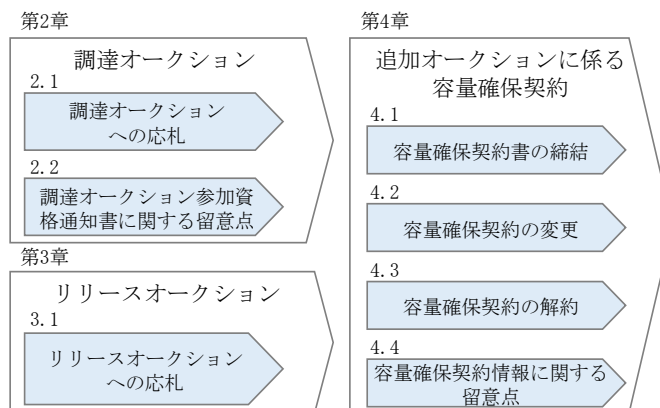 第2章
調達オークション
2.1
調達オークション
への応札
2.2
調達オークション参加資
格通知書に関する留意点
第3章
リリースオークション
3.1
リリースオークション
への応札
第4章
追加オークションに係る
容量確保契約
4.1
容量確保契約書の締結
4.2
容量確保契約の変更
4.3
容量確保契約の解約
4.4
容量確保契約情報に関する
留意点